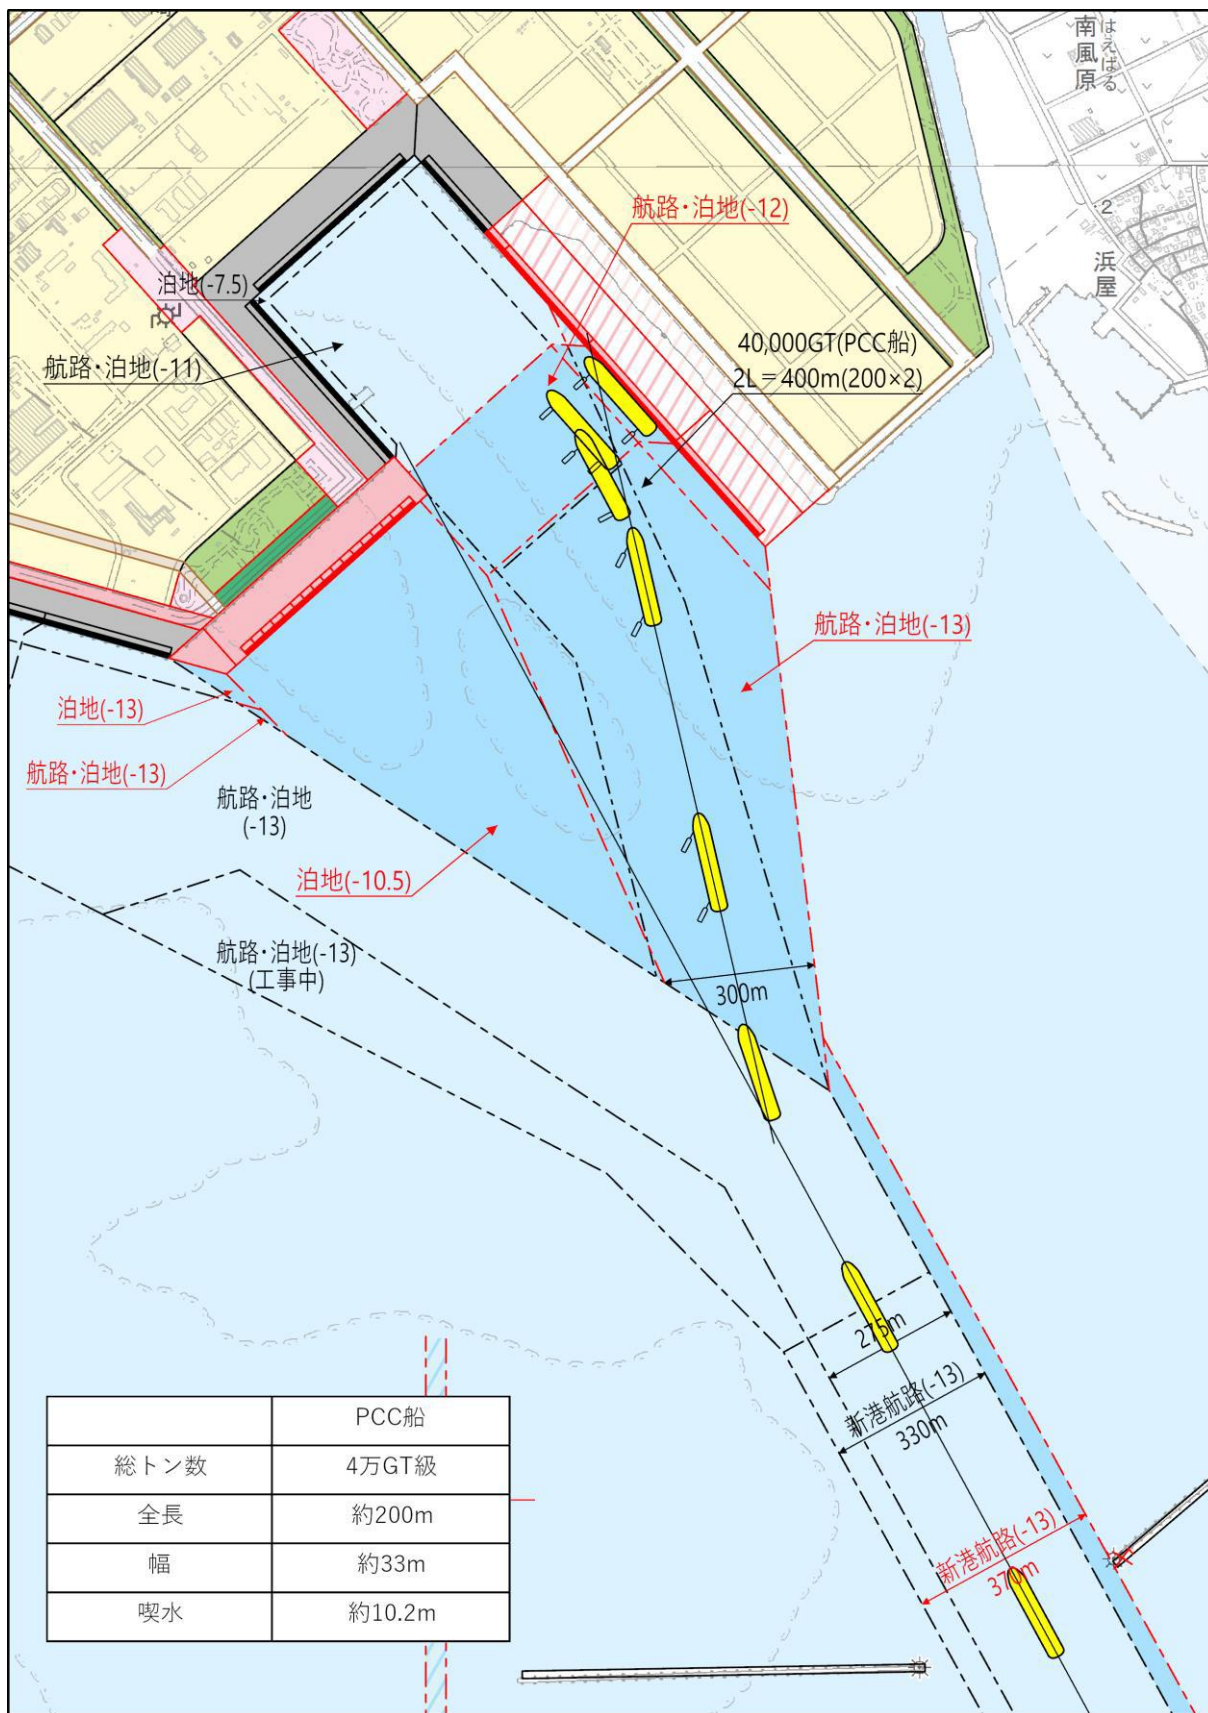 南風原
はえばる
航路・泊地(-12)
2
浜屋
泊地(-7.5)
40,000GT(PCC船)
2L=400m(200×2)
航路・泊地(-11)
航路・泊地(-13)
泊地(-13)
航路・泊地(-13)
航路・泊地
(-13)
泊地(-10.5)
航路・泊地(-13)
(工事中)
300m
275m
新港航路(-13)
330m
新港航路(-13)
370m
PCC船
総トン数 4万GT級
全長 約200m
幅 約33m
喫水 約10.2m